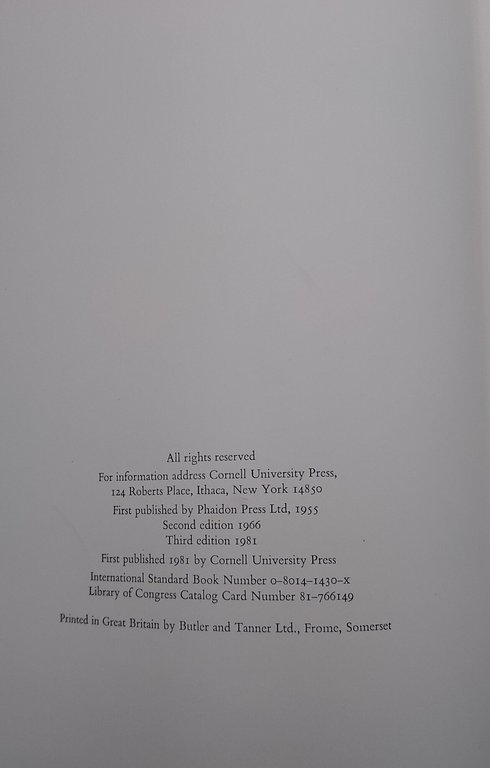 All rights reserved
For information address Cornell University Press,
124 Roberts Place, Ithaca, New York 14850
First published by Phaidon Press Ltd, 1955
Second edition 1966
Third edition 1981
First published 1981 by Cornell University Press
International Standard Book Number 0–8014–1430–X
Library of Congress Catalog Card Number 81–766149
Printed in Great Britain by Butler and Tanner Ltd., Frome, Somerset